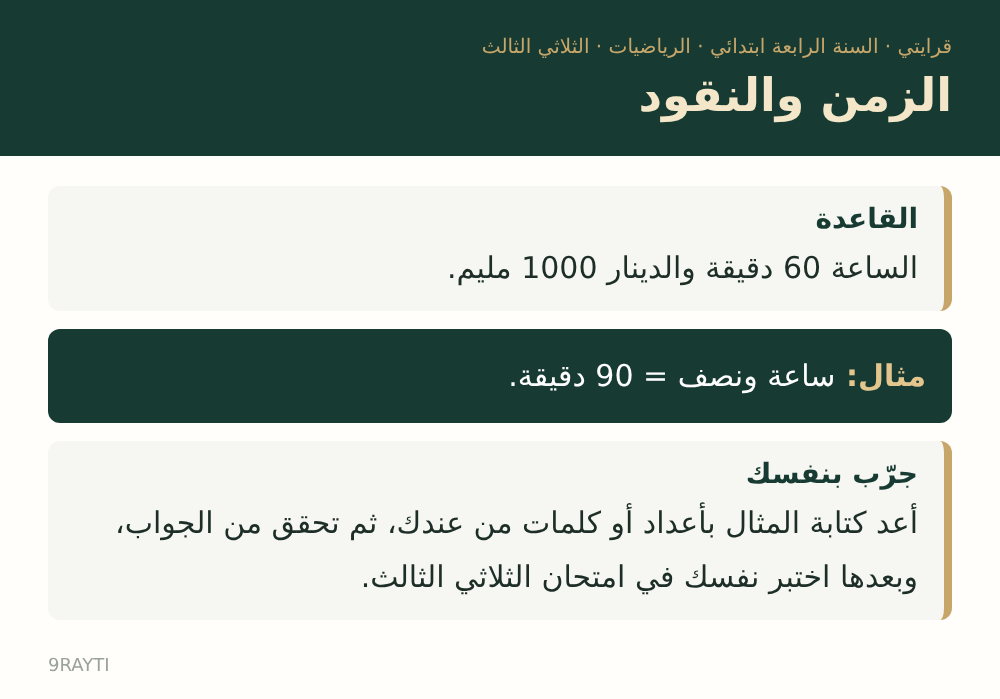 قرايتي · السنة الرابعة ابتدائي · الرياضيات · الثلاثي الثالث
الزمن والنقود
القاعدة
الساعة 60 دقيقة والدينار 1000 مليم.
مثال: ساعة ونصف = 90 دقيقة.
جرّب بنفسك
أعد كتابة المثال بأعداد أو كلمات من عندك، ثم تحقق من الجواب،
وبعدها اختبر نفسك في امتحان الثلاثي الثالث.
9RAYTI